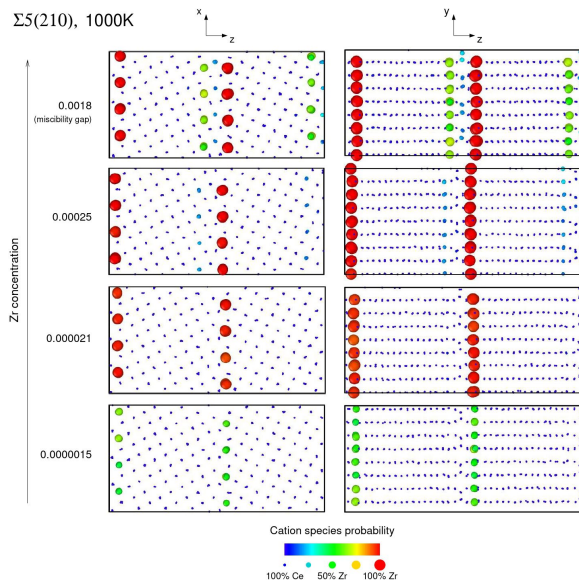 Σ5(210), 1000K
x
z
y
z
0.0018
(miscibility gap)
0.00025
0.000021
0.0000015
Zr concentration
Cation species probability
100% Ce 50% Zr 100% Zr